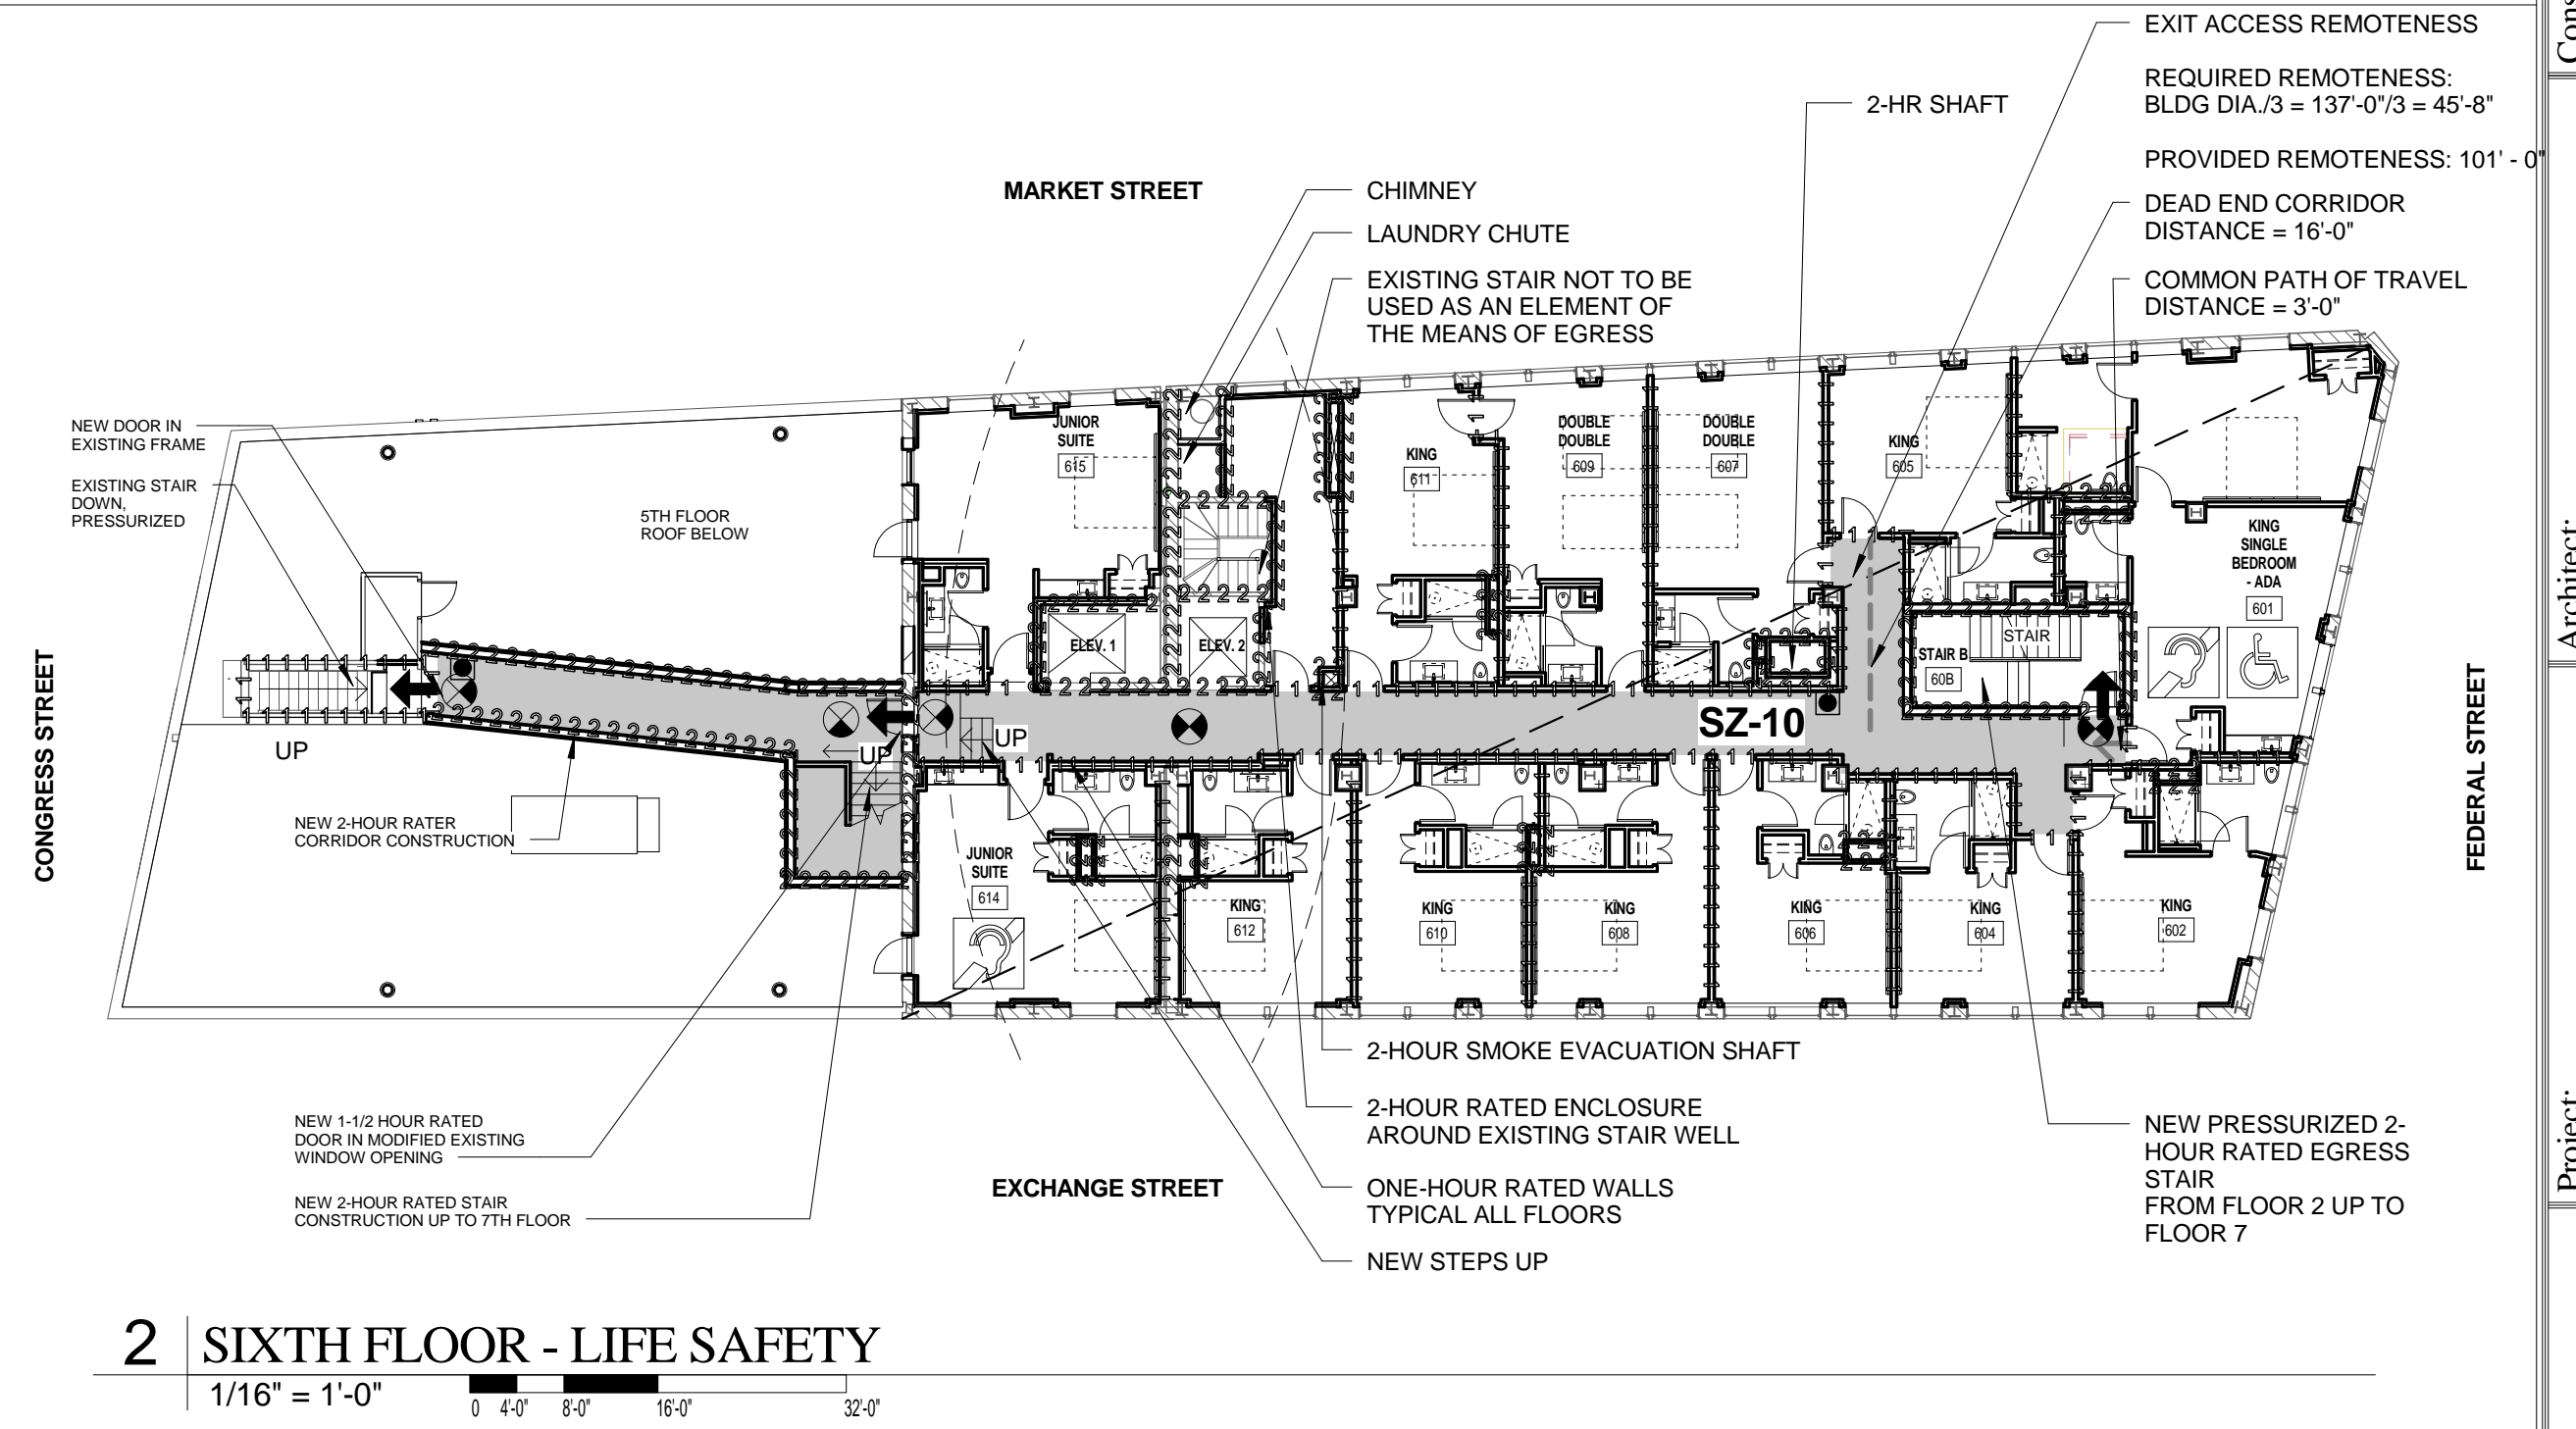 EXIT ACCESS REMOTENESS
REQUIRED REMOTENESS:
BLDG DIA./3 = 137'-0"/3 = 45'-8"
PROVIDED REMOTENESS: 101' - 0"
2-HR SHAFT
DEAD END CORRIDOR
DISTANCE = 16'-0"
COMMON PATH OF TRAVEL
DISTANCE = 3'-0"
MARKET STREET
CHIMNEY
LAUNDRY CHUTE
EXISTING STAIR NOT TO BE
USED AS AN ELEMENT OF
THE MEANS OF EGRESS
NEW DOOR IN
EXISTING FRAME
EXISTING STAIR
DOWN,
PRESSURIZED
5TH FLOOR
ROOF BELOW
JUNIOR
SUITE
615
KING
611
DOUBLE
DOUBLE
609
DOUBLE
DOUBLE
607
KING
605
KING
SINGLE
BEDROOM
- ADA
601
ELEV. 1
ELEV. 2
STAIR
STAIR B
60B
SZ-10
UP
UP
UP
CONGRESS STREET
FEDERAL STREET
NEW 2-HOUR RATER
CORRIDOR CONSTRUCTION
JUNIOR
SUITE
614
KING
612
KING
610
KING
608
KING
606
KING
604
KING
602
2-HOUR SMOKE EVACUATION SHAFT
2-HOUR RATED ENCLOSURE
AROUND EXISTING STAIR WELL
ONE-HOUR RATED WALLS
TYPICAL ALL FLOORS
NEW STEPS UP
NEW 1-1/2 HOUR RATED
DOOR IN MODIFIED EXISTING
WINDOW OPENING
NEW 2-HOUR RATED STAIR
CONSTRUCTION UP TO 7TH FLOOR
EXCHANGE STREET
NEW PRESSURIZED 2-
HOUR RATED EGRESS
STAIR
FROM FLOOR 2 UP TO
FLOOR 7
2
SIXTH FLOOR - LIFE SAFETY
1/16" = 1'-0"
0 4'-0" 8'-0" 16'-0" 32'-0"
Architect:
Project: